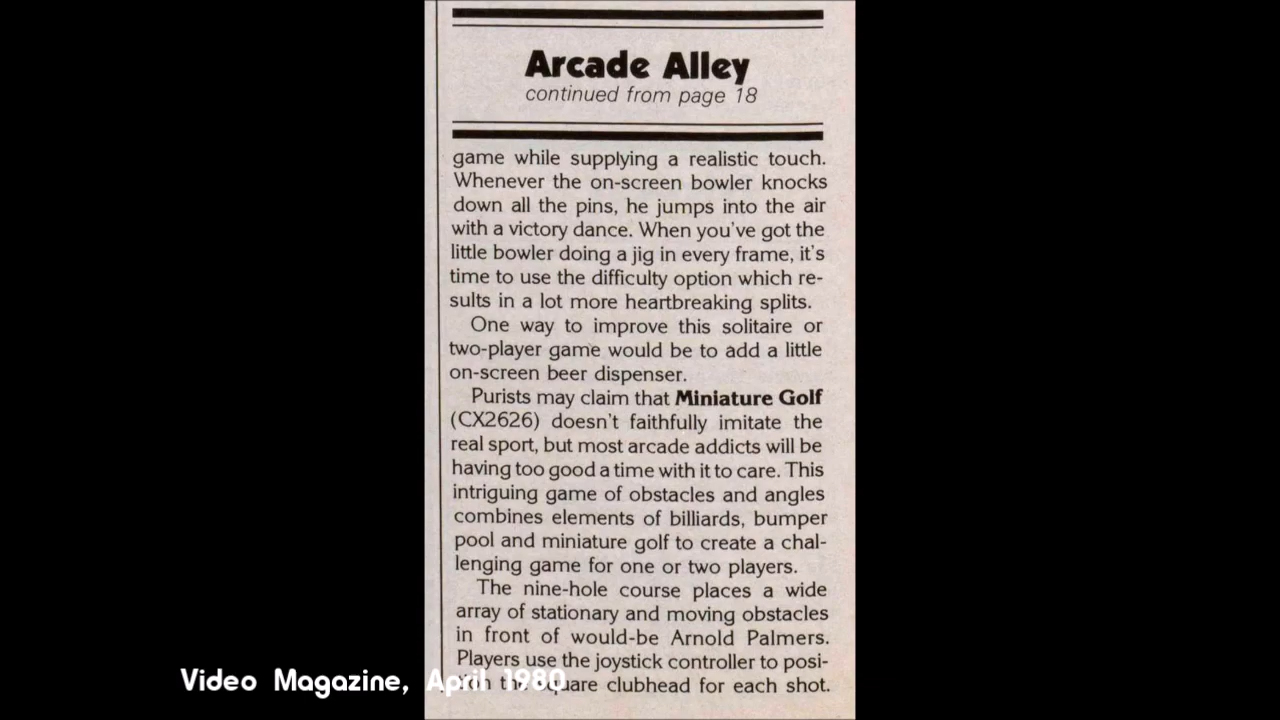 Arcade Alley
continued from page 18
game while supplying a realistic touch.
Whenever the on-screen bowler knocks
down all the pins, he jumps into the air
with a victory dance. When you've got the
little bowler doing a jig in every frame, it's
time to use the difficulty option which re-
sults in a lot more heartbreaking splits.
One way to improve this solitaire or
two-player game would be to add a little
on-screen beer dispenser.
Purists may claim that Miniature Golf
(CX2626) doesn't faithfully imitate the
real sport, but most arcade addicts will be
having too good a time with it to care. This
intriguing game of obstacles and angles
combines elements of billiards, bumper
pool and miniature golf to create a chal-
lenging game for one or two players.
The nine-hole course places a wide
array of stationary and moving obstacles
in front of would-be Arnold Palmers.
Players use the joystick controller to posi-
tion the square clubhead for each shot.
Video Magazine, April 1980